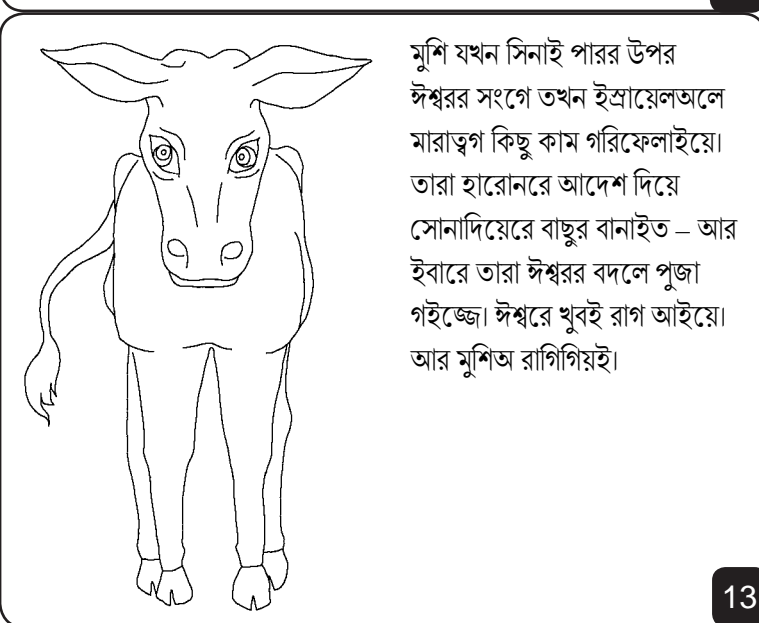 মুশি যখন সিনাই পারর উপর
ঈশ্বরর সংগে তখন ইস্রায়েলঅলে
মারাত্বগ কিছু কাম গরিফেলাইয়ে।
তারা হারোনরে আদেশ দিয়ে
সোনাদিয়েরে বাছুর বানাইত – আর
ইবারে তারা ঈশ্বরর বদলে পুজা
গইজ্জে। ঈশ্বরে খুবই রাগ আইয়ে।
আর মুশিঅ রাগিগিয়ই।
13